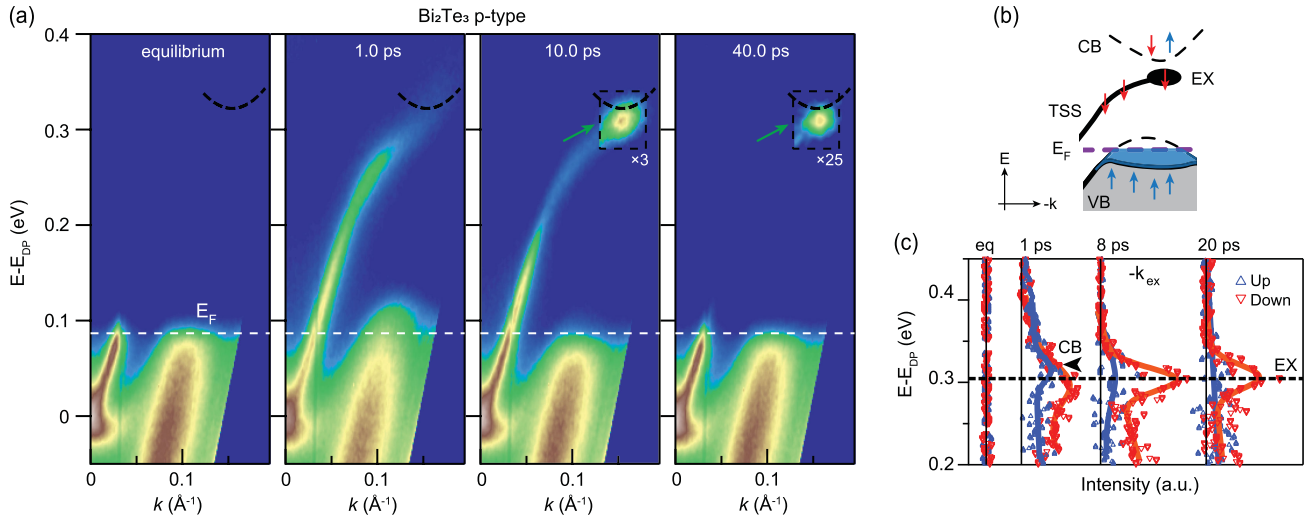 (a)
Bi₂Te₃ p-type
equilibrium
1.0 ps
10.0 ps
40.0 ps
×3
×25
E_F
E-E_DP (eV)
0.4
0.3
0.2
0.1
0
0 0.1
0 0.1
0 0.1
0 0.1
k (Å⁻¹)
k (Å⁻¹)
k (Å⁻¹)
k (Å⁻¹)
(b)
CB
EX
TSS
E_F
VB
E
-k
(c)
eq 1 ps 8 ps 20 ps
-k_ex
Up
Down
CB
EX
E-E_DP (eV)
0.4
0.3
0.2
Intensity (a.u.)